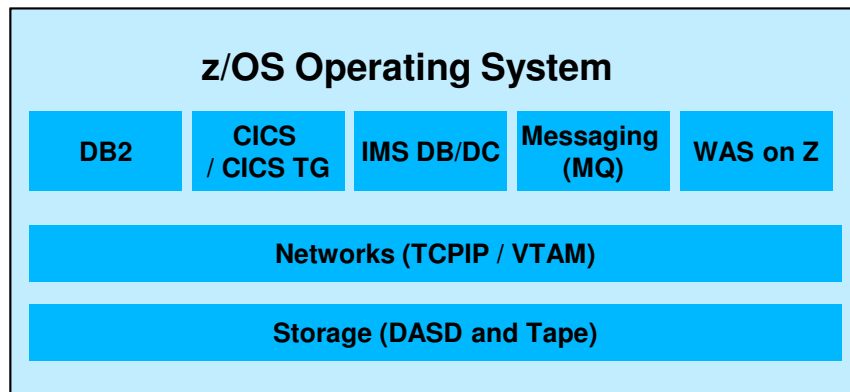 z/OS Operating System
DB2
CICS
/ CICS TG
IMS DB/DC
Messaging
(MQ)
WAS on Z
Networks (TCPIP / VTAM)
Storage (DASD and Tape)